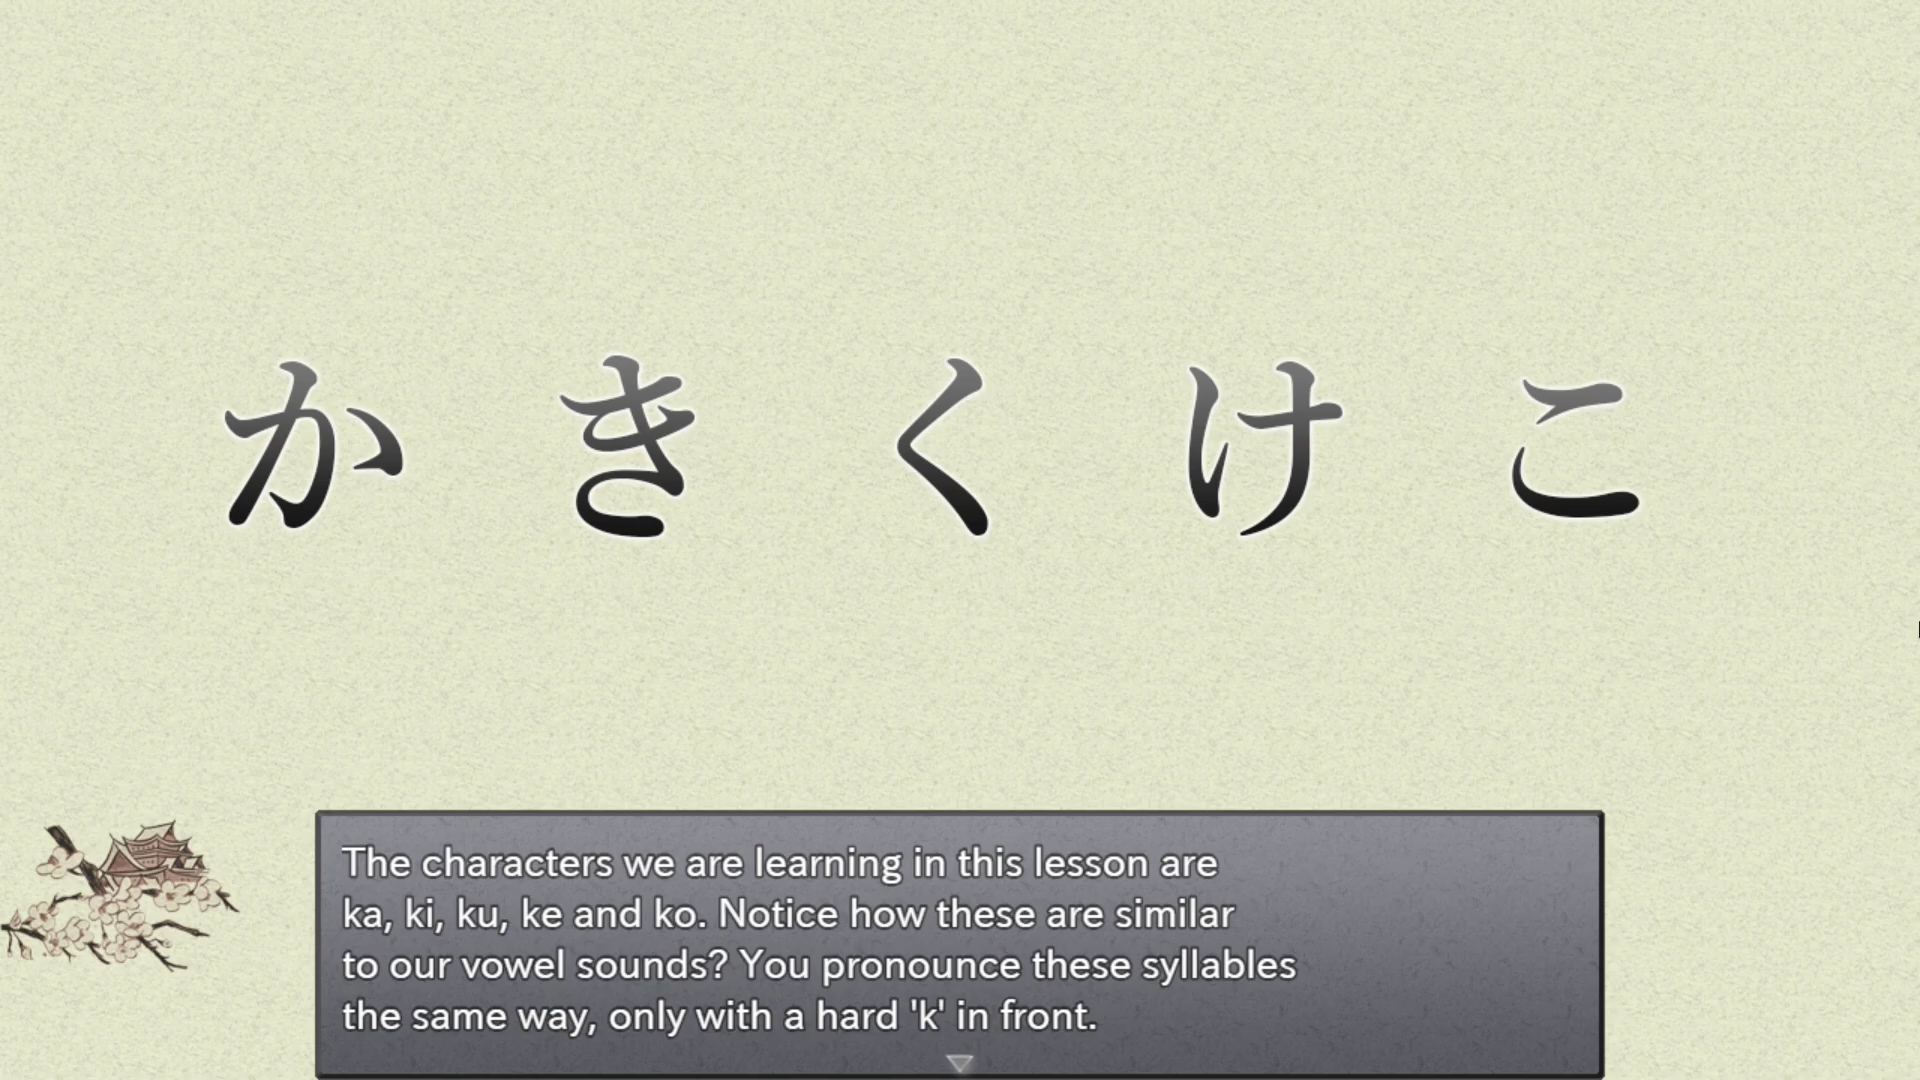 か き く け こ
The characters we are learning in this lesson are
ka, ki, ku, ke and ko. Notice how these are similar
to our vowel sounds? You pronounce these syllables
the same way, only with a hard 'k' in front.